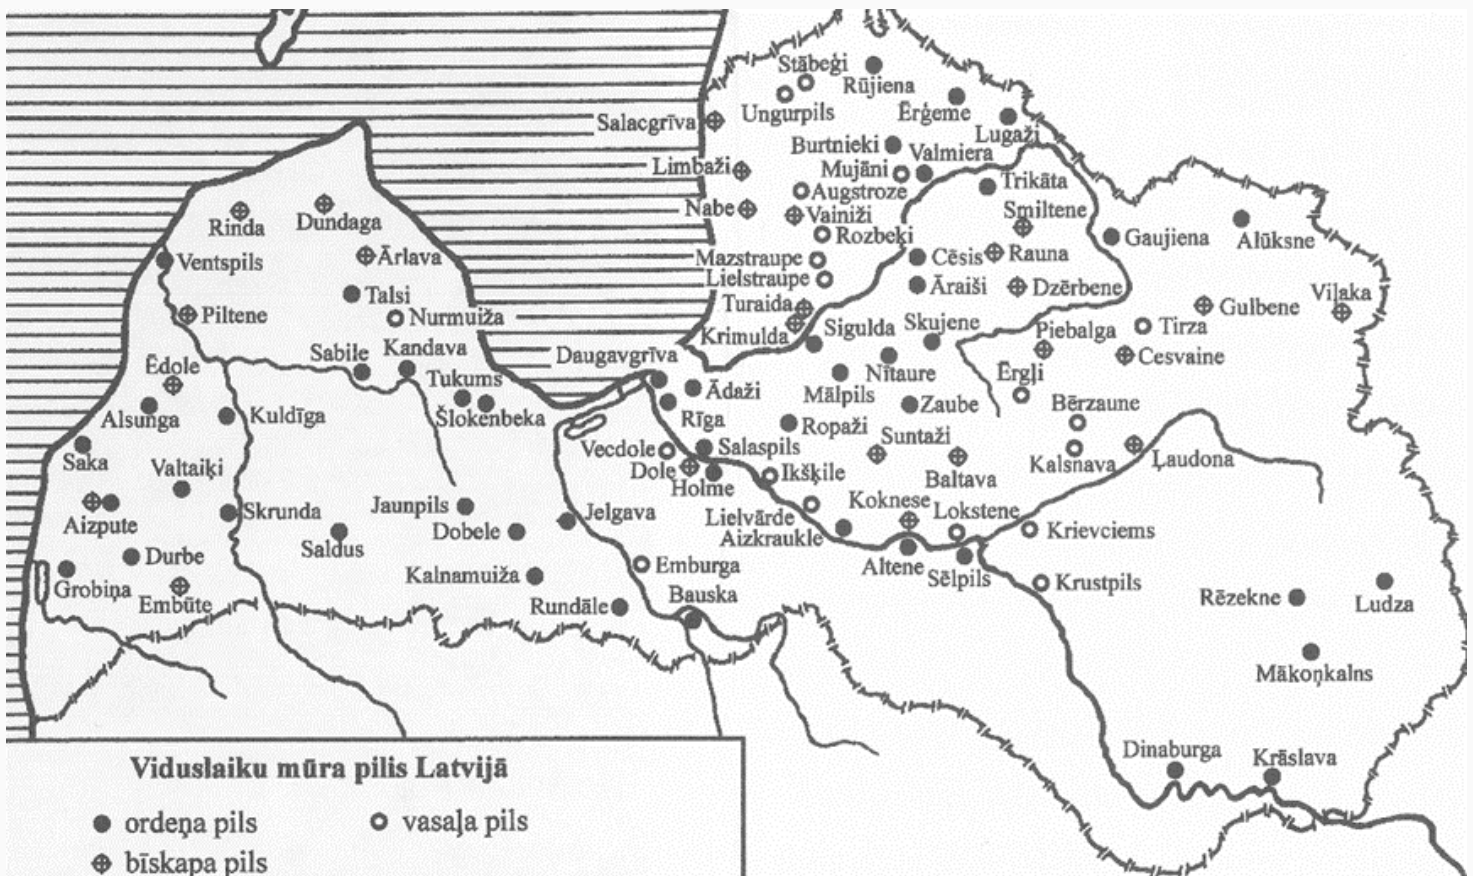 Stābeģi
Rūjiena
Ungurpils
Ērģeme
Salacgrīva
Lugaži
Burtnieki
Valmiera
Limbaži
Mujāni
Trikāta
Augstroze
Nabe
Vainiži
Smiltene
Rinda
Dundaga
Rozbeķi
Gaujiena
Alūksne
Ventspils
Ārlava
Mazstraupe
Cēsis
Rauna
Lielstraupe
Āraiši
Dzērbene
Talsi
Turaida
Gulbene
Viļaka
Piltene
Nurmuiža
Krimulda
Sigulda
Skujene
Piebalga
Tirza
Sabile
Kandava
Daugavgrīva
Cesvaine
Ēdole
Tukums
Ādaži
Mālpils
Nītaure
Ērgļi
Alsunga
Kuldīga
Šlokenbeka
Rīga
Zaube
Bērzaune
Ropaži
Saka
Valtaiķi
Vecdole
Salaspils
Suntaži
Kalsnava
Ļaudona
Dole
Holme
Ikšķile
Baltava
Aizpute
Skrunda
Jaunpils
Jelgava
Lielvārde
Koknese
Lokstene
Krievciems
Saldus
Dobele
Aizkraukle
Durbe
Grobiņa
Kalnamuiža
Emburga
Altene
Sēlpils
Krustpils
Embūte
Rundāle
Bauska
Rēzekne
Ludza
Mākoņkalns
Dinaburga
Krāslava
Viduslaiku mūra pilis Latvijā
ordeņa pils
vasaļa pils
bīskapa pils